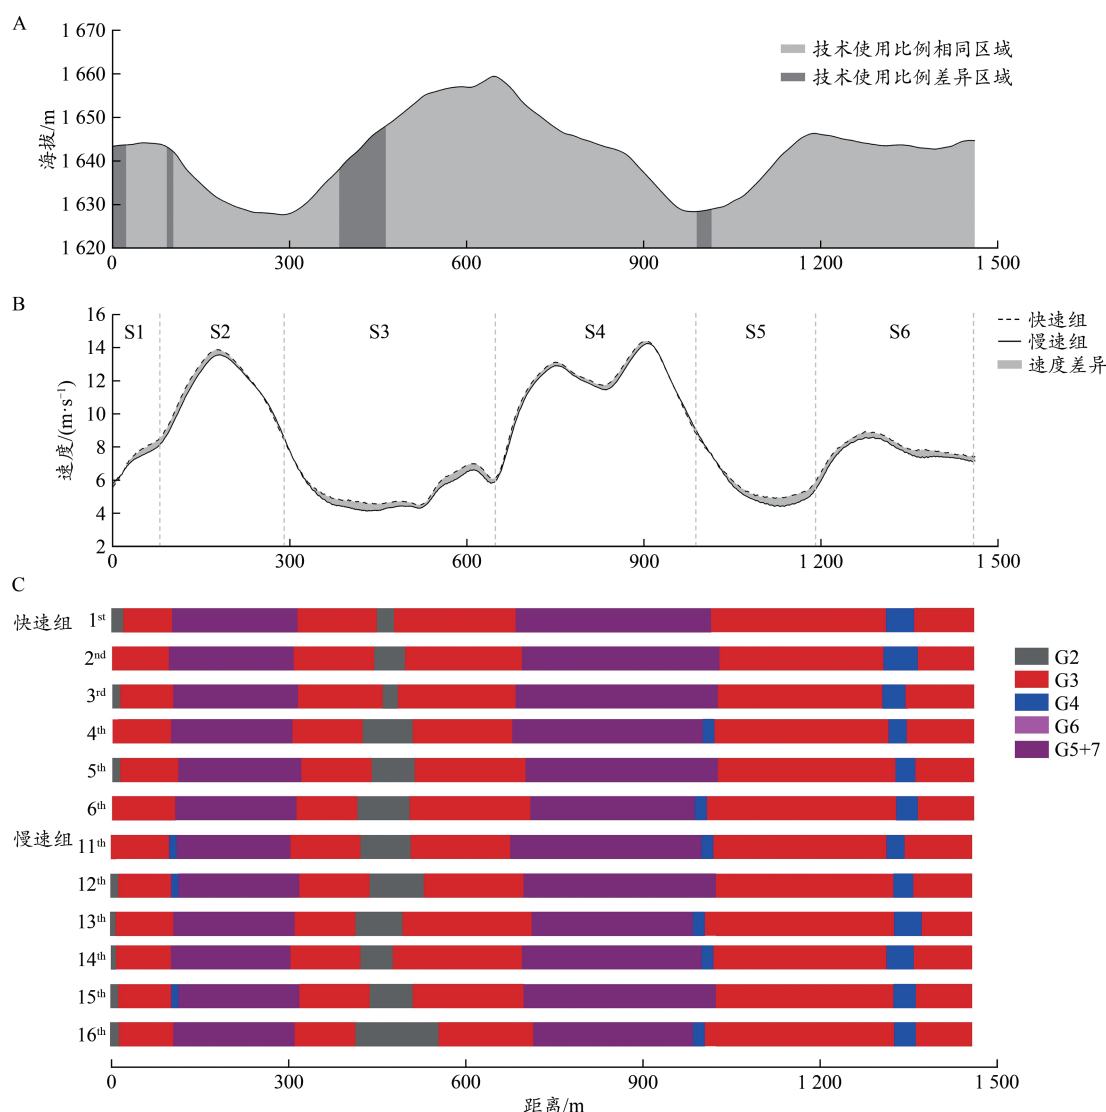 A
1 670
1 660
1 650
1 640
1 630
1 620
海拔/m
技术使用比例相同区域
技术使用比例差异区域
0 300 600 900 1 200 1 500
B
16
14
12
10
8
6
4
2
速度/(m·s⁻¹)
S1 S2 S3 S4 S5 S6
快速组
慢速组
速度差异
0 300 600 900 1 200 1 500
C
快速组 1st
2nd
3rd
4th
5th
6th
慢速组 11th
12th
13th
14th
15th
16th
G2
G3
G4
G6
G5+7
0 300 600 900 1 200 1 500
距离/m